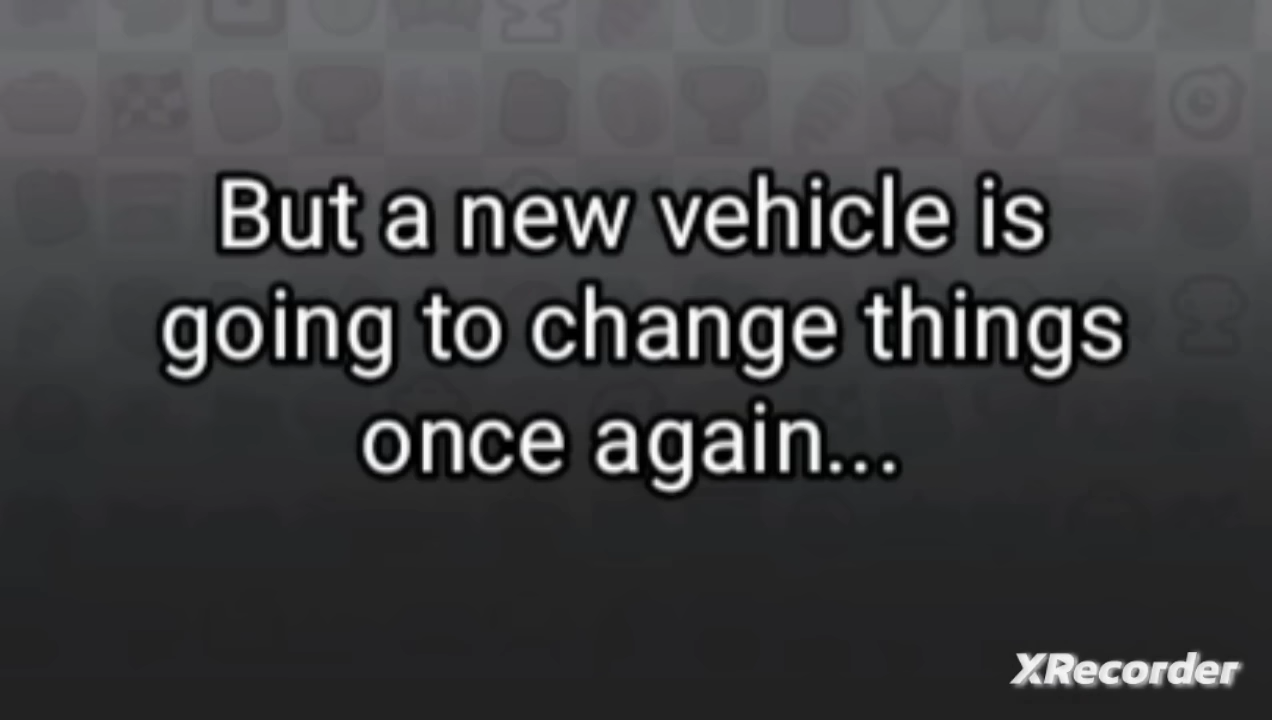 But a new vehicle is
going to change things
once again...
XRecorder